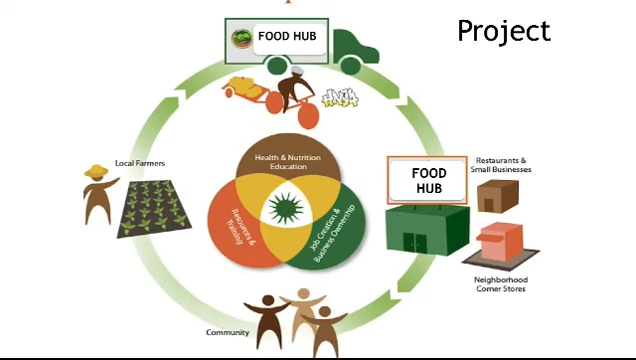 Project
FOOD HUB
Local Farmers
Health & Nutrition
Education
Resources &
Training
Job Creation &
Business Ownership
FOOD
HUB
Restaurants &
Small Businesses
Neighborhood
Corner Stores
Community